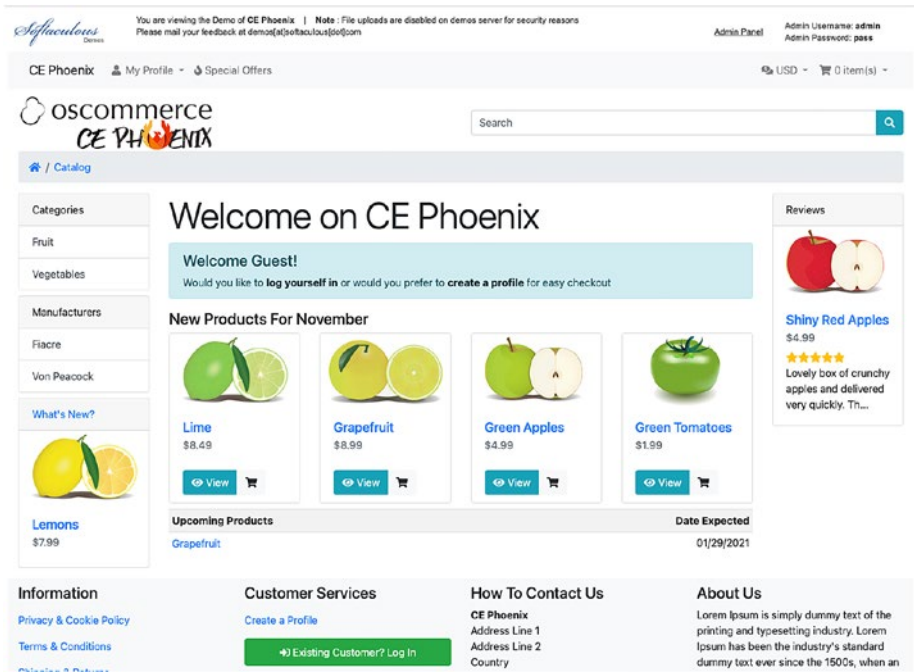 Softaculous
Demos
You are viewing the Demo of CE Phoenix | Note : File uploads are disabled on demos server for security reasons
Please mail your feedback at demos[at]softaculous[dot]com
Admin Panel
Admin Username: admin
Admin Password: pass
CE Phoenix My Profile Special Offers USD 0 item(s)
oscommerce
CE PHOENIX
Search
/ Catalog
Categories
Fruit
Vegetables
Manufacturers
Fiacre
Von Peacock
What's New?
Lemons
$7.99
Welcome on CE Phoenix
Welcome Guest!
Would you like to log yourself in or would you prefer to create a profile for easy checkout
New Products For November
Lime
$8.49
View
Grapefruit
$8.99
View
Green Apples
$4.99
View
Green Tomatoes
$1.99
View
Upcoming Products Date Expected
Grapefruit 01/29/2021
Reviews
Shiny Red Apples
$4.99
Lovely box of crunchy
apples and delivered
very quickly. Th...
Information
Privacy & Cookie Policy
Terms & Conditions
Shipping & Returns
Customer Services
Create a Profile
Existing Customer? Log In
How To Contact Us
CE Phoenix
Address Line 1
Address Line 2
Country
About Us
Lorem Ipsum is simply dummy text of the
printing and typesetting industry. Lorem
Ipsum has been the industry's standard
dummy text ever since the 1500s, when an